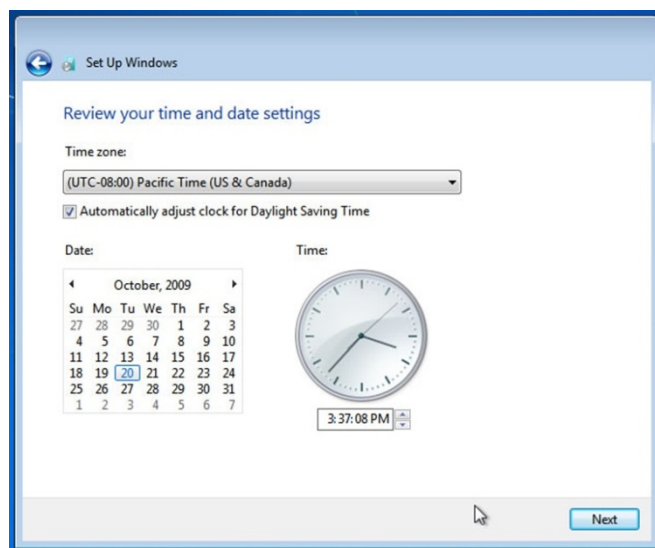 Set Up Windows
Review your time and date settings
Time zone:
(UTC-08:00) Pacific Time (US & Canada)
Automatically adjust clock for Daylight Saving Time
Date:
October, 2009
Su Mo Tu We Th Fr Sa
27 28 29 30 1 2 3
4 5 6 7 8 9 10
11 12 13 14 15 16 17
18 19 20 21 22 23 24
25 26 27 28 29 30 31
1 2 3 4 5 6 7
Time:
3:37:08 PM
Next